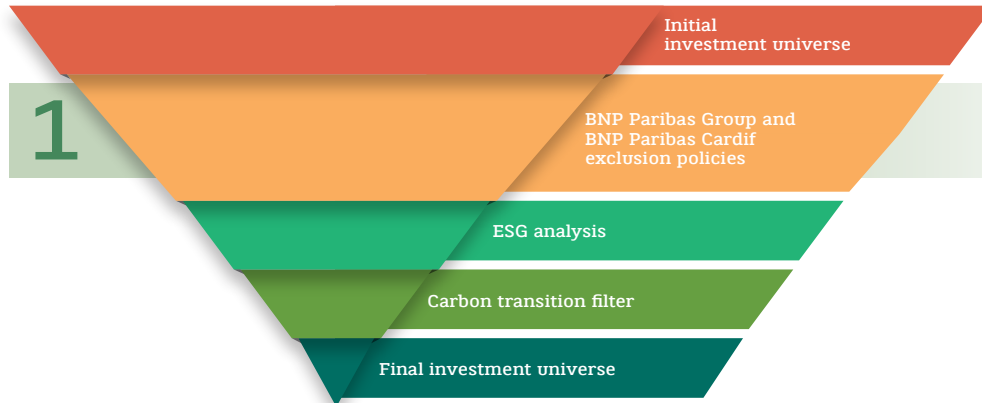 Initial
investment universe
1
BNP Paribas Group and
BNP Paribas Cardif
exclusion policies
ESG analysis
Carbon transition filter
Final investment universe